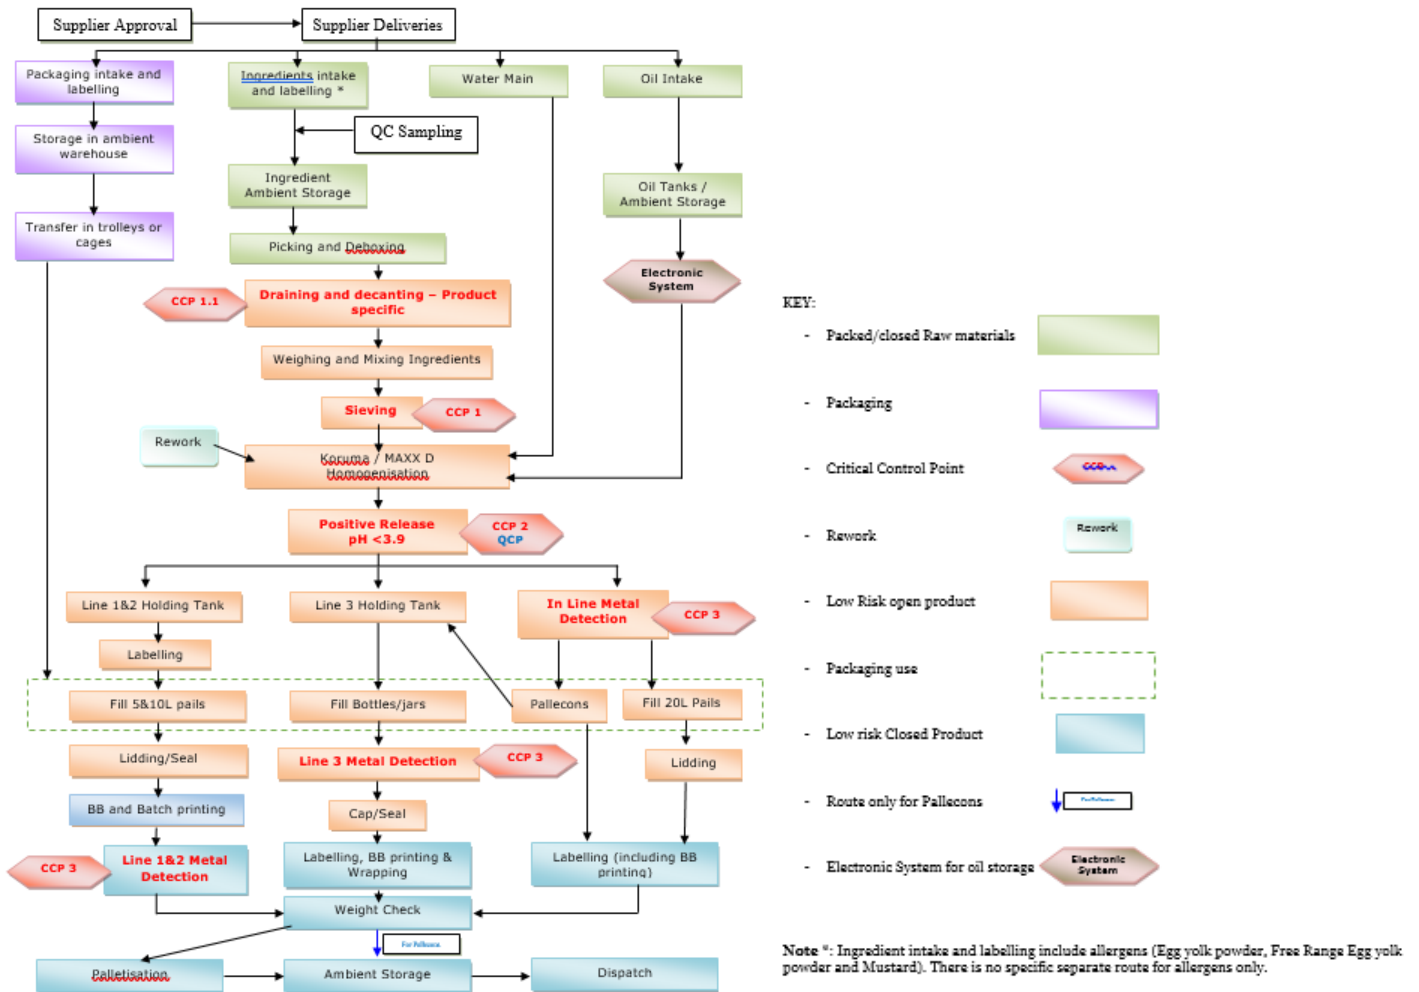 Supplier Approval
Supplier Deliveries
Packaging intake and
labelling
Ingredients intake
and labelling *
Water Main
Oil Intake
QC Sampling
Storage in ambient
warehouse
Ingredient
Ambient Storage
Oil Tanks /
Ambient Storage
Transfer in trolleys or
cages
Picking and Deboxing
Electronic
System
CCP 1.1
Draining and decanting – Product
specific
Weighing and Mixing Ingredients
Sieving
CCP 1
Rework
Koruma / MAXX D
Homogenisation
Positive Release
pH <3.9
CCP 2
QCP
Line 1&2 Holding Tank
Line 3 Holding Tank
In Line Metal
Detection
CCP 3
Labelling
Fill 5&10L pails
Fill Bottles/jars
Pallecons
Fill 20L Pails
Lidding/Seal
Line 3 Metal Detection
CCP 3
Lidding
BB and Batch printing
Cap/Seal
CCP 3
Line 1&2 Metal
Detection
Labelling, BB printing &
Wrapping
Labelling (including BB
printing)
Weight Check
For Pallecons
Palletisation
Ambient Storage
Dispatch
KEY:
- Packed/closed Raw materials
- Packaging
- Critical Control Point
CCP
- Rework
Rework
- Low Risk open product
- Packaging use
- Low risk Closed Product
- Route only for Pallecons
For Pallecons
- Electronic System for oil storage
Electronic
System
Note *: Ingredient intake and labelling include allergens (Egg yolk powder, Free Range Egg yolk
powder and Mustard). There is no specific separate route for allergens only.